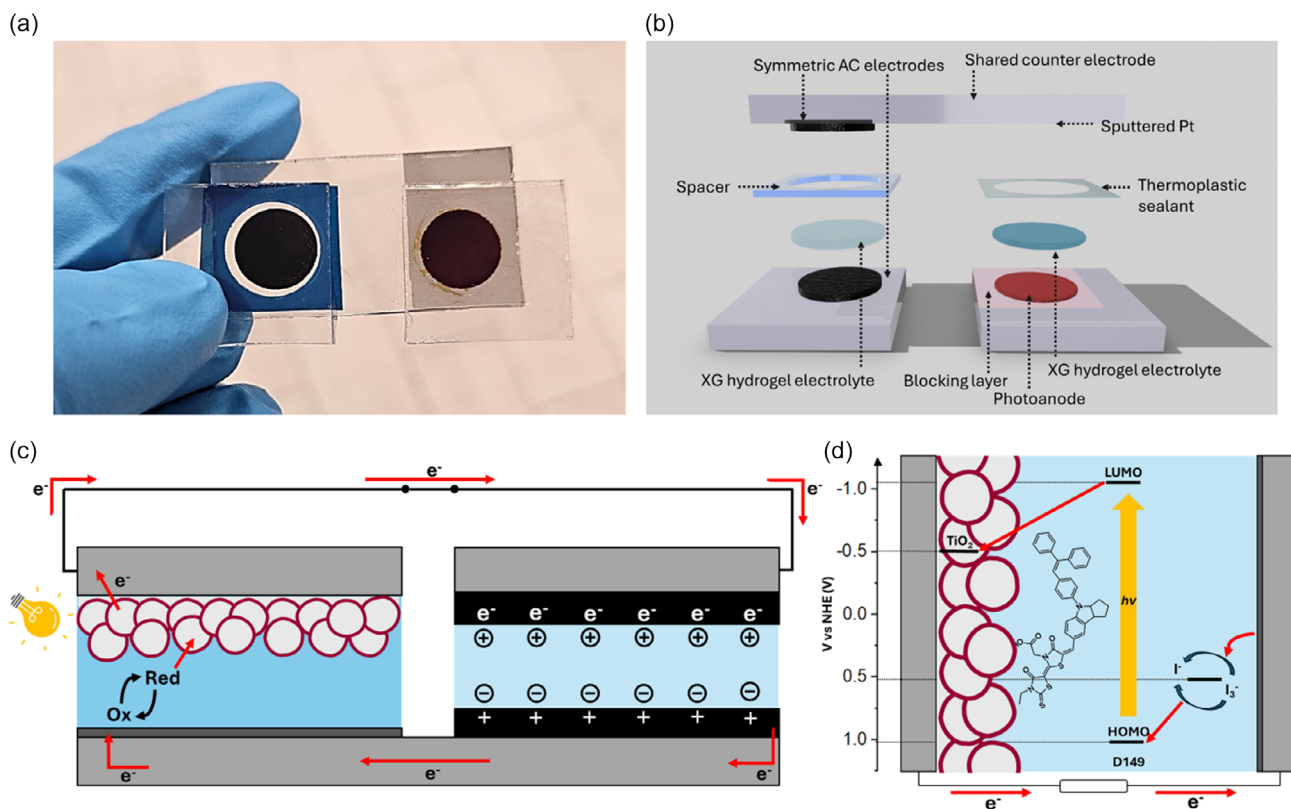 (a)
(b)
Symmetric AC electrodes
Shared counter electrode
Sputtered Pt
Spacer
Thermoplastic
sealant
XG hydrogel electrolyte
Blocking layer
Photoanode
XG hydrogel electrolyte
(c)
e-
e-
e-
e-
e- e- e- e- e- e-
+ + + + + +
Red
Ox
− − − − − −
+ + + + + +
e-
e-
e-
(d)
V vs NHE (V)
-1.0
-0.5
0.0
0.5
1.0
LUMO
TiO2
hν
I-
I3-
HOMO
D149
N
O
O
O
N
S
O
S
N
O
S
e-
e-